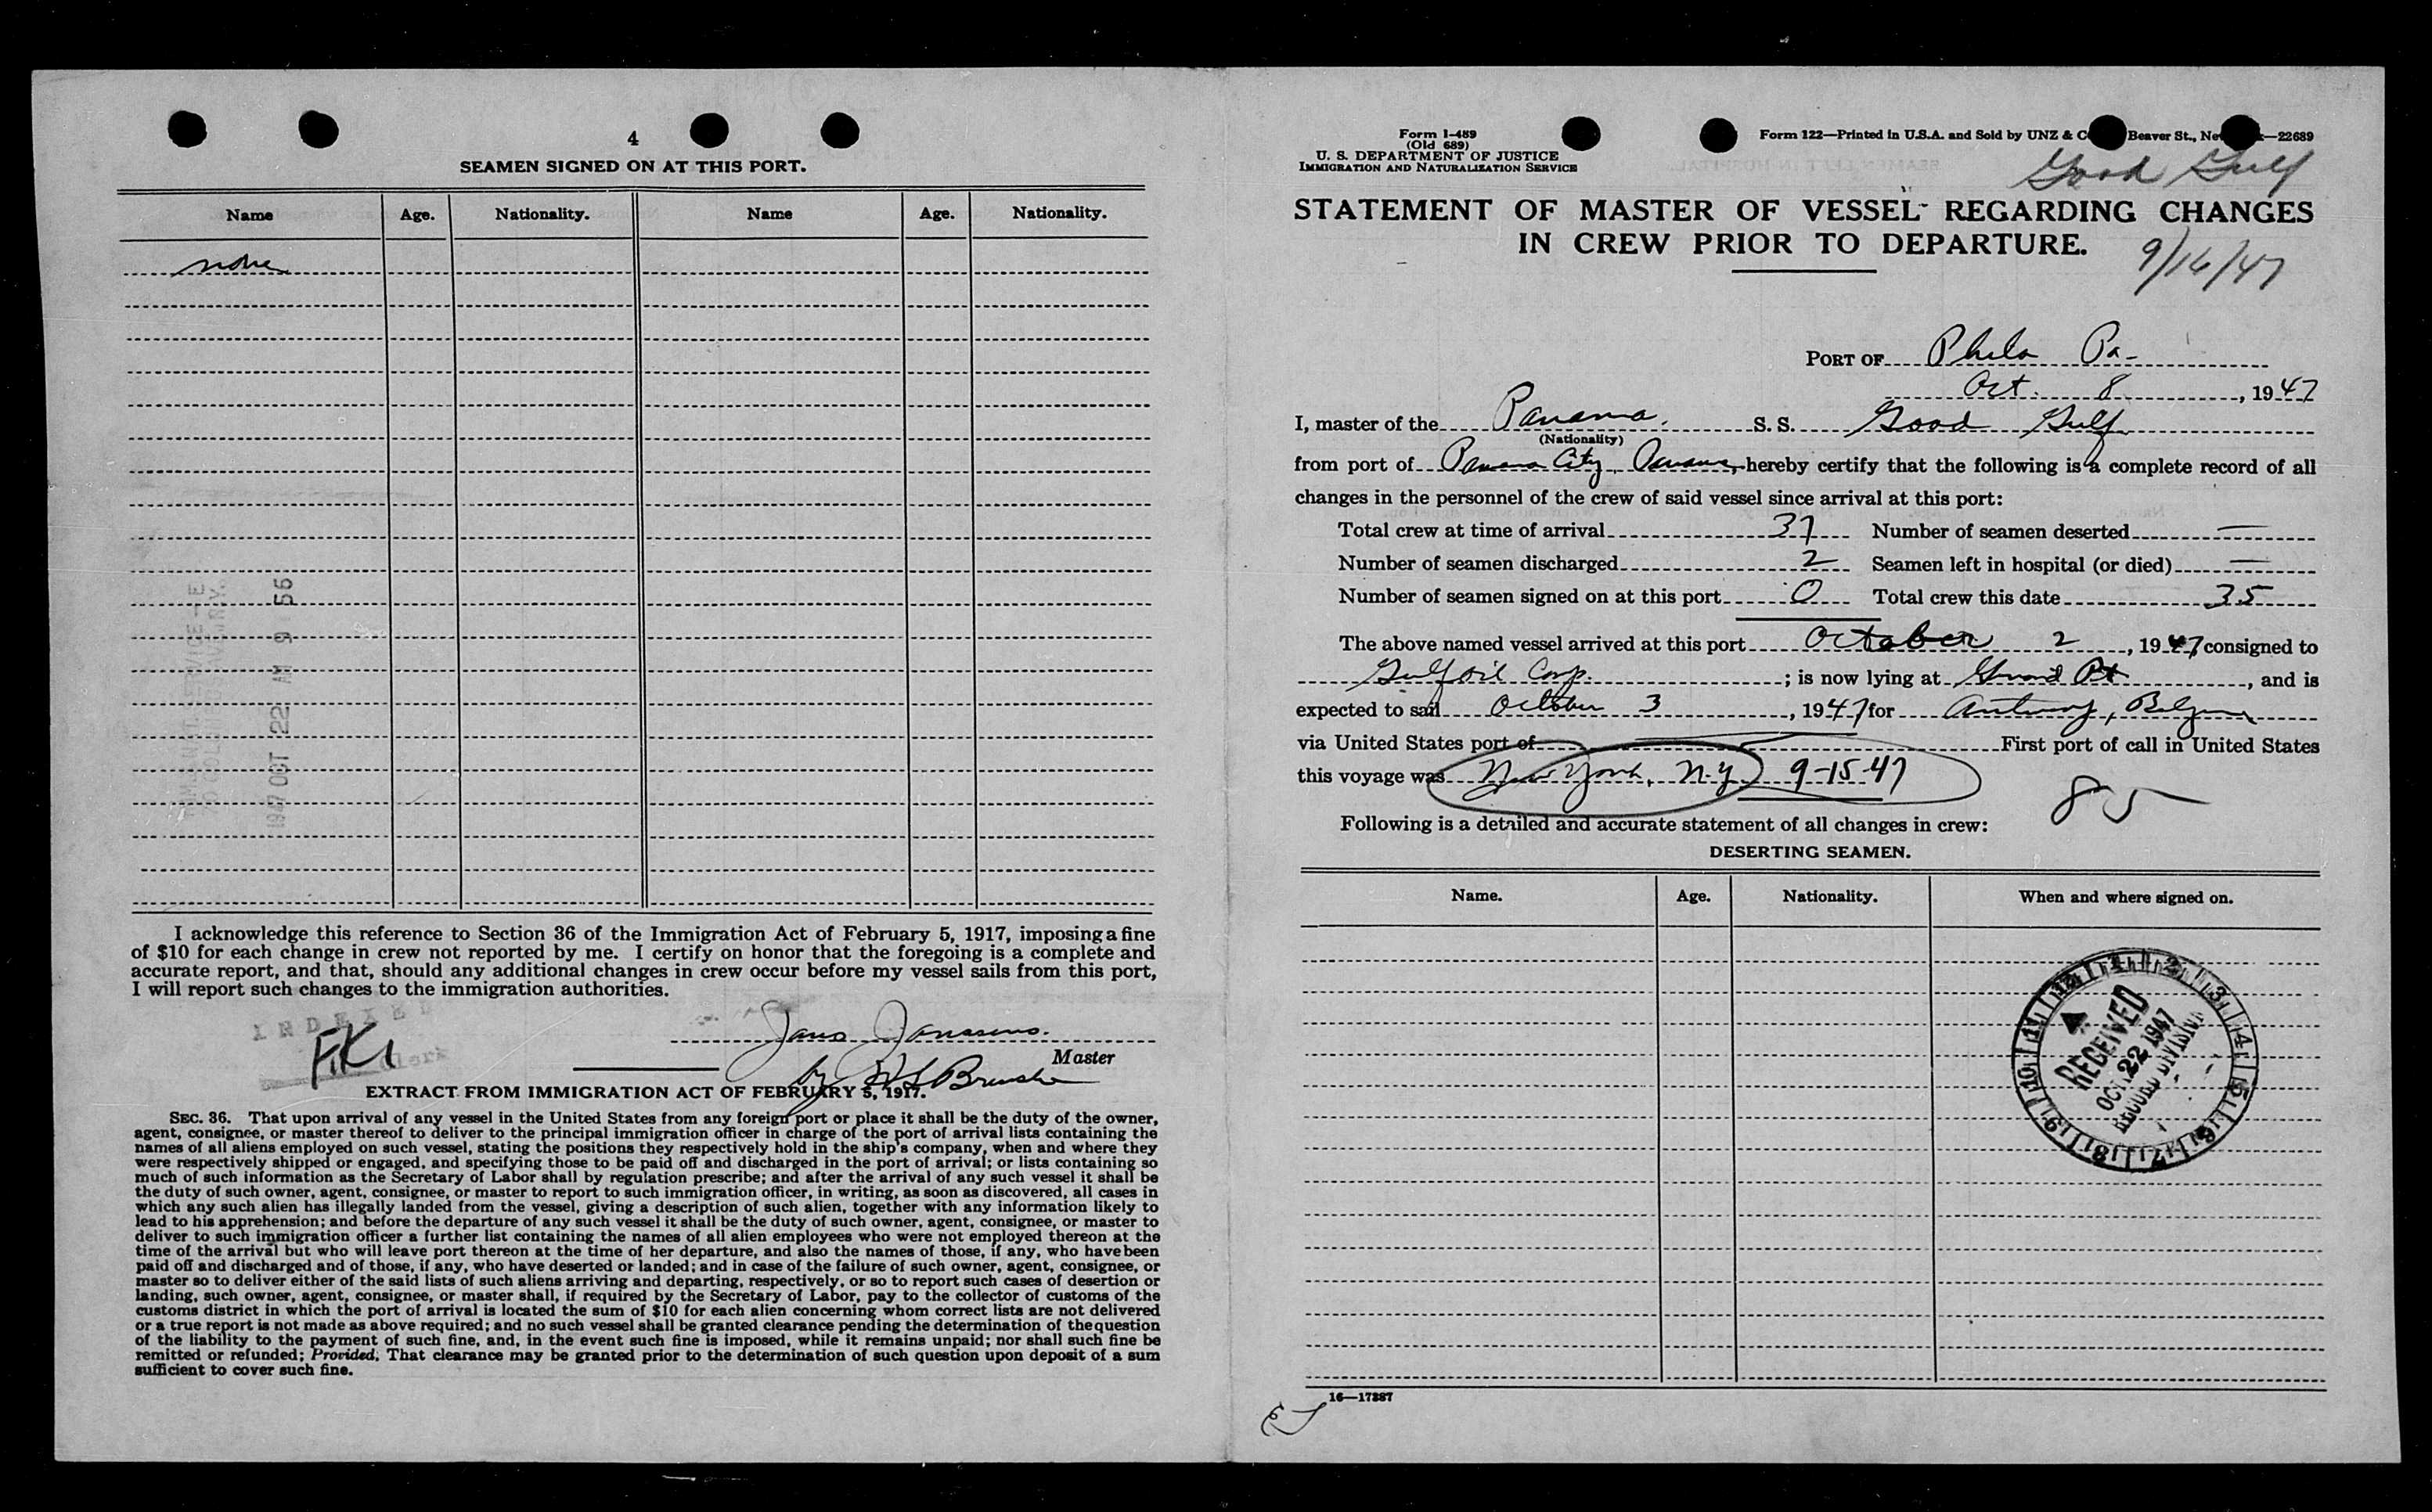 4
SEAMEN SIGNED ON AT THIS PORT.
Name Age. Nationality. Name Age. Nationality.
none
1947 OCT 22 AM 9 56
I acknowledge this reference to Section 36 of the Immigration Act of February 5, 1917, imposing a fine
of $10 for each change in crew not reported by me. I certify on honor that the foregoing is a complete and
accurate report, and that, should any additional changes in crew occur before my vessel sails from this port,
I will report such changes to the immigration authorities.
INDEXED
Clerk
Janssens.
Master
by
EXTRACT FROM IMMIGRATION ACT OF FEBRUARY 5, 1917.
SEC. 36. That upon arrival of any vessel in the United States from any foreign port or place it shall be the duty of the owner,
agent, consignee, or master thereof to deliver to the principal immigration officer in charge of the port of arrival lists containing the
names of all aliens employed on such vessel, stating the positions they respectively hold in the ship's company, when and where they
were respectively shipped or engaged, and specifying those to be paid off and discharged in the port of arrival; or lists containing so
much of such information as the Secretary of Labor shall by regulation prescribe; and after the arrival of any such vessel it shall be
the duty of such owner, agent, consignee, or master to report to such immigration officer, in writing, as soon as discovered, all cases in
which any such alien has illegally landed from the vessel, giving a description of such alien, together with any information likely to
lead to his apprehension; and before the departure of any such vessel it shall be the duty of such owner, agent, consignee, or master to
deliver to such immigration officer a further list containing the names of all alien employees who were not employed thereon at the
time of the arrival but who will leave port thereon at the time of her departure, and also the names of those, if any, who have been
paid off and discharged and of those, if any, who have deserted or landed; and in case of the failure of such owner, agent, consignee, or
master so to deliver either of the said lists of such aliens arriving and departing, respectively, or so to report such cases of desertion or
landing, such owner, agent, consignee, or master shall, if required by the Secretary of Labor, pay to the collector of customs of the
customs district in which the port of arrival is located the sum of $10 for each alien concerning whom correct lists are not delivered
or a true report is not made as above required; and no such vessel shall be granted clearance pending the determination of the question
of the liability to the payment of such fine, and, in the event such fine is imposed, while it remains unpaid; nor shall such fine be
remitted or refunded; Provided, That clearance may be granted prior to the determination of such question upon deposit of a sum
sufficient to cover such fine.
Form I-489
(Old 689)
U. S. DEPARTMENT OF JUSTICE
IMMIGRATION AND NATURALIZATION SERVICE
Form 122—Printed in U.S.A. and Sold by UNZ & C Beaver St., Ne —22689
Good Gulf
STATEMENT OF MASTER OF VESSEL REGARDING CHANGES
IN CREW PRIOR TO DEPARTURE.
9/16/47
PORT OF Phila Pa.
Oct. 8, 1947
I, master of the Panama. S. S. Good Gulf
(Nationality)
from port of Panama City, Panama, hereby certify that the following is a complete record of all
changes in the personnel of the crew of said vessel since arrival at this port:
Total crew at time of arrival 37 Number of seamen deserted —
Number of seamen discharged 2 Seamen left in hospital (or died) —
Number of seamen signed on at this port 0 Total crew this date 35
The above named vessel arrived at this port October 2, 1947, consigned to
Gulf Oil Corp.; is now lying at Girard Pt, and is
expected to sail October 3, 1947 for Antwerp, Belgium
via United States port of First port of call in United States
this voyage was New York, N.Y. 9-15-47
85
Following is a detailed and accurate statement of all changes in crew:
DESERTING SEAMEN.
Name. Age. Nationality. When and where signed on.
RECEIVED
OCT 22 1947
RECORD DIVISION
16—17387